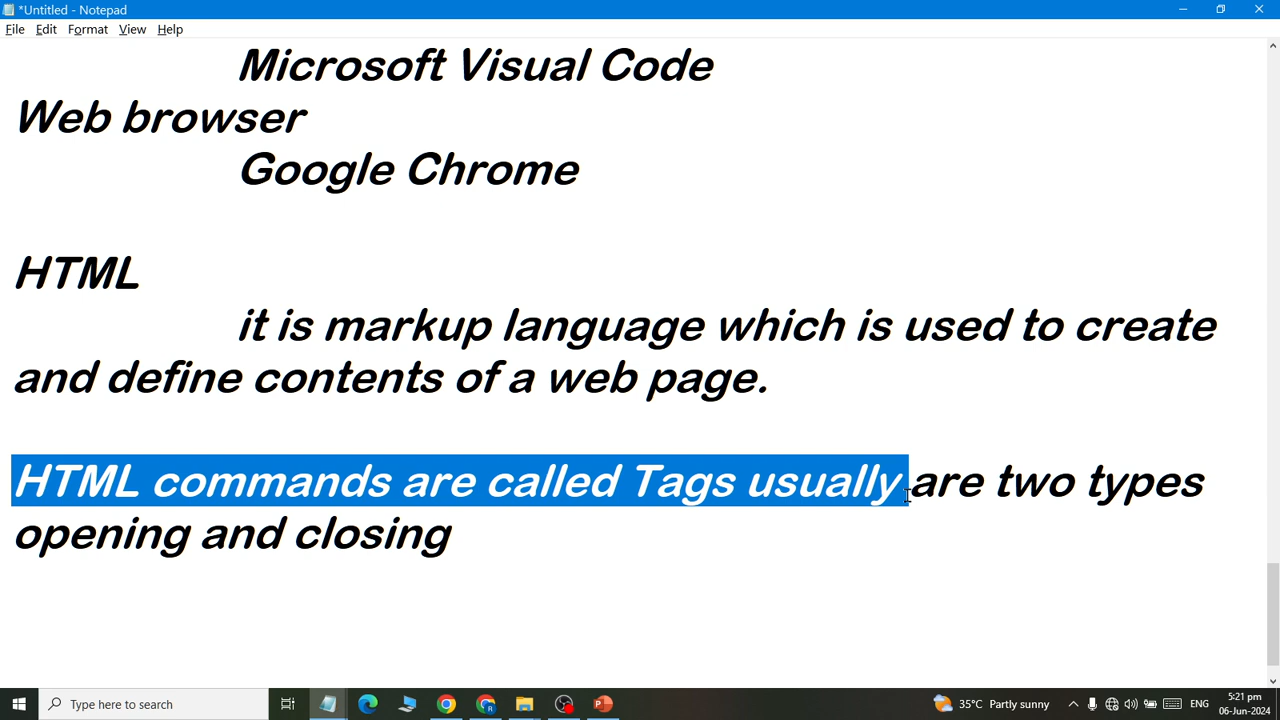 *Untitled - Notepad
File Edit Format View Help
Microsoft Visual Code
Web browser
Google Chrome
HTML
it is markup language which is used to create
and define contents of a web page.
HTML commands are called Tags usually are two types
opening and closing
Type here to search
35°C Partly sunny
ENG
5:21 pm
06-Jun-2024